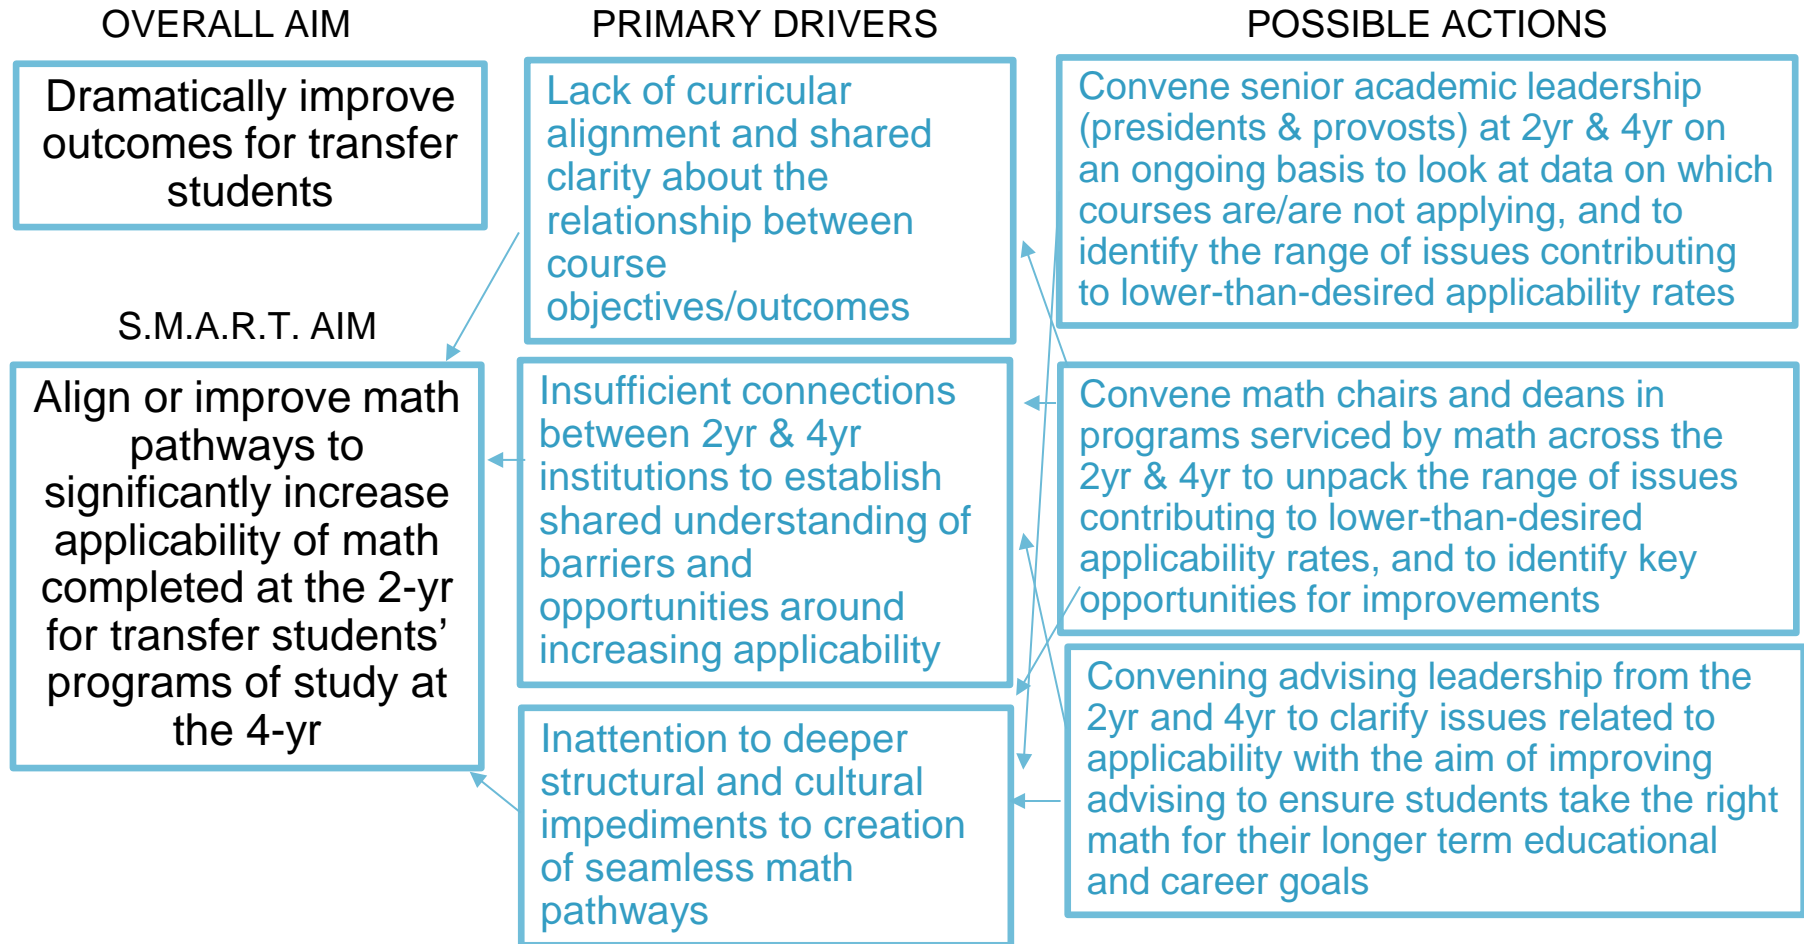 OVERALL AIM
Dramatically improve
outcomes for transfer
students
S.M.A.R.T. AIM
Align or improve math
pathways to
significantly increase
applicability of math
completed at the 2-yr
for transfer students’
programs of study at
the 4-yr
PRIMARY DRIVERS
Lack of curricular
alignment and shared
clarity about the
relationship between
course
objectives/outcomes
Insufficient connections
between 2yr & 4yr
institutions to establish
shared understanding of
barriers and
opportunities around
increasing applicability
Inattention to deeper
structural and cultural
impediments to creation
of seamless math
pathways
POSSIBLE ACTIONS
Convene senior academic leadership
(presidents & provosts) at 2yr & 4yr on
an ongoing basis to look at data on which
courses are/are not applying, and to
identify the range of issues contributing
to lower-than-desired applicability rates
Convene math chairs and deans in
programs serviced by math across the
2yr & 4yr to unpack the range of issues
contributing to lower-than-desired
applicability rates, and to identify key
opportunities for improvements
Convening advising leadership from the
2yr and 4yr to clarify issues related to
applicability with the aim of improving
advising to ensure students take the right
math for their longer term educational
and career goals